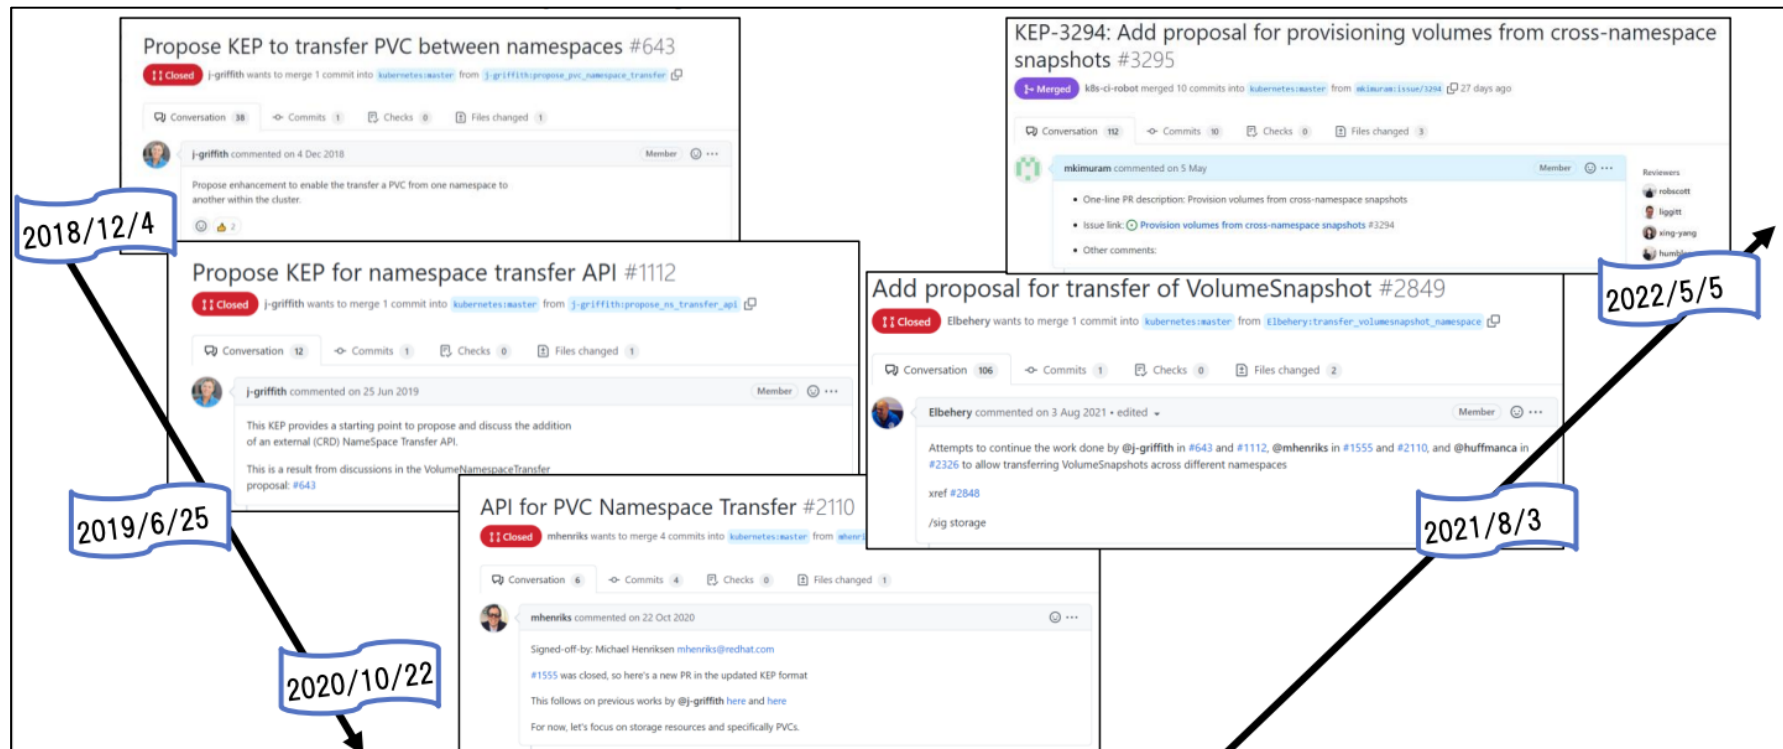 Propose KEP to transfer PVC between namespaces #643
Closed j-griffith wants to merge 1 commit into kubernetes:master from j-griffith:propose_pvc_namespace_transfer
Conversation 38 Commits 1 Checks 0 Files changed 1
j-griffith commented on 4 Dec 2018 Member
Propose enhancement to enable the transfer a PVC from one namespace to
another within the cluster.
2
2018/12/4
Propose KEP for namespace transfer API #1112
Closed j-griffith wants to merge 1 commit into kubernetes:master from j-griffith:propose_ns_transfer_api
Conversation 12 Commits 1 Checks 0 Files changed 1
j-griffith commented on 25 Jun 2019 Member
This KEP provides a starting point to propose and discuss the addition
of an external (CRD) NameSpace Transfer API.
This is a result from discussions in the VolumeNamespaceTransfer
proposal: #643
2019/6/25
API for PVC Namespace Transfer #2110
Closed mhenriks wants to merge 4 commits into kubernetes:master from mhenri
Conversation 6 Commits 4 Checks 0 Files changed 1
mhenriks commented on 22 Oct 2020
Signed-off-by: Michael Henriksen mhenriks@redhat.com
#1555 was closed, so here's a new PR in the updated KEP format
This follows on previous works by @j-griffith here and here
For now, let's focus on storage resources and specifically PVCs.
2020/10/22
Add proposal for transfer of VolumeSnapshot #2849
Closed Elbehery wants to merge 1 commit into kubernetes:master from Elbehery:transfer_volumesnapshot_namespace
Conversation 106 Commits 1 Checks 0 Files changed 2
Elbehery commented on 3 Aug 2021 • edited Member
Attempts to continue the work done by @j-griffith in #643 and #1112, @mhenriks in #1555 and #2110, and @huffmanca in
#2326 to allow transferring VolumeSnapshots across different namespaces
xref #2848
/sig storage
2021/8/3
KEP-3294: Add proposal for provisioning volumes from cross-namespace
snapshots #3295
Merged k8s-ci-robot merged 10 commits into kubernetes:master from mkimuram:issue/3294 27 days ago
Conversation 112 Commits 10 Checks 0 Files changed 3
mkimuram commented on 5 May Member
• One-line PR description: Provision volumes from cross-namespace snapshots
• Issue link: Provision volumes from cross-namespace snapshots #3294
• Other comments:
Reviewers
robscott
liggitt
xing-yang
2022/5/5